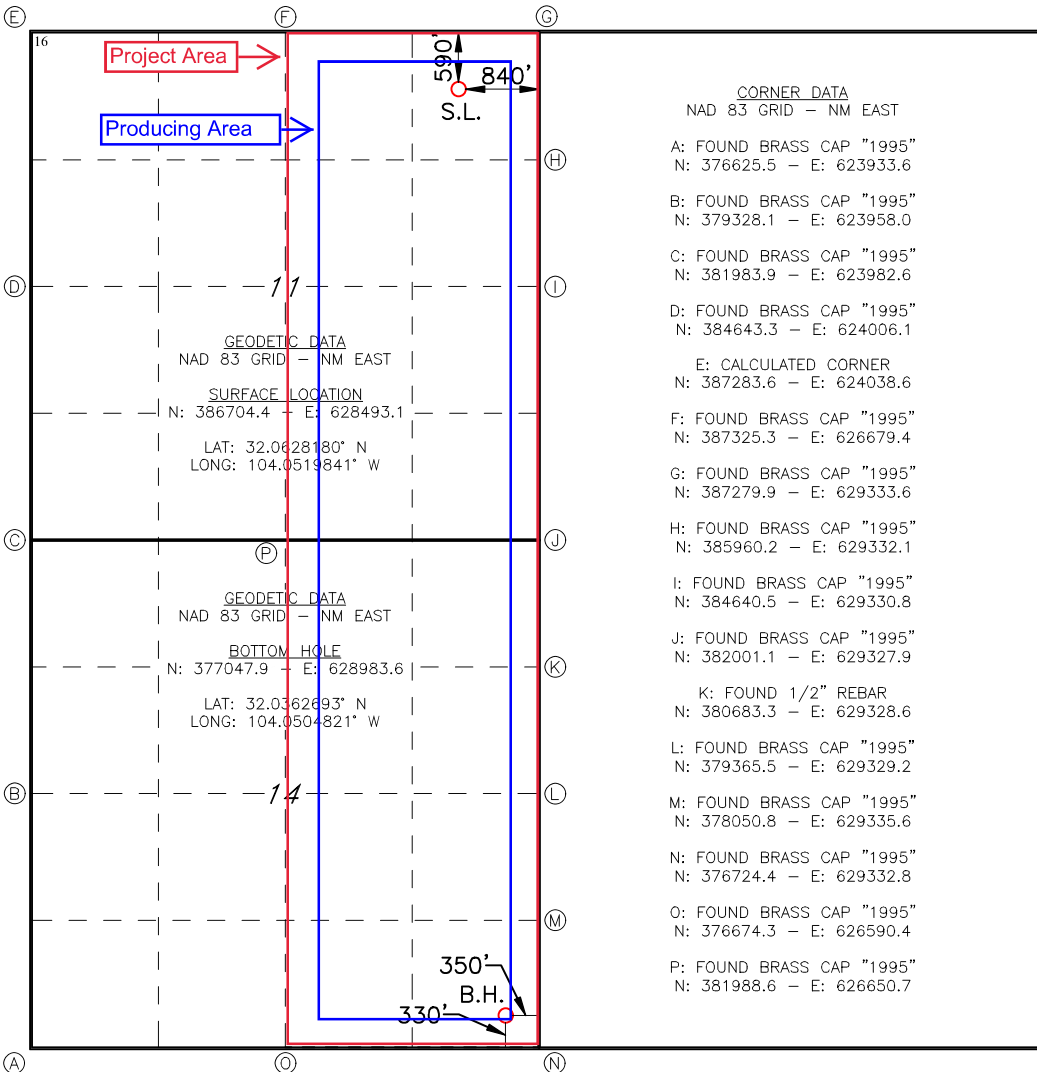 E
F
G
16
Project Area
590'
840'
S.L.
Producing Area
H
D
11
I
GEODETIC DATA
NAD 83 GRID – NM EAST
SURFACE LOCATION
N: 386704.4 – E: 628493.1
LAT: 32.0628180° N
LONG: 104.0519841° W
C
P
J
GEODETIC DATA
NAD 83 GRID – NM EAST
BOTTOM HOLE
N: 377047.9 – E: 628983.6
K
LAT: 32.0362693° N
LONG: 104.0504821° W
B
14
L
M
350'
B.H.
330'
A
O
N
CORNER DATA
NAD 83 GRID – NM EAST
A: FOUND BRASS CAP "1995"
N: 376625.5 – E: 623933.6
B: FOUND BRASS CAP "1995"
N: 379328.1 – E: 623958.0
C: FOUND BRASS CAP "1995"
N: 381983.9 – E: 623982.6
D: FOUND BRASS CAP "1995"
N: 384643.3 – E: 624006.1
E: CALCULATED CORNER
N: 387283.6 – E: 624038.6
F: FOUND BRASS CAP "1995"
N: 387325.3 – E: 626679.4
G: FOUND BRASS CAP "1995"
N: 387279.9 – E: 629333.6
H: FOUND BRASS CAP "1995"
N: 385960.2 – E: 629332.1
I: FOUND BRASS CAP "1995"
N: 384640.5 – E: 629330.8
J: FOUND BRASS CAP "1995"
N: 382001.1 – E: 629327.9
K: FOUND 1/2" REBAR
N: 380683.3 – E: 629328.6
L: FOUND BRASS CAP "1995"
N: 379365.5 – E: 629329.2
M: FOUND BRASS CAP "1995"
N: 378050.8 – E: 629335.6
N: FOUND BRASS CAP "1995"
N: 376724.4 – E: 629332.8
O: FOUND BRASS CAP "1995"
N: 376674.3 – E: 626590.4
P: FOUND BRASS CAP "1995"
N: 381988.6 – E: 626650.7